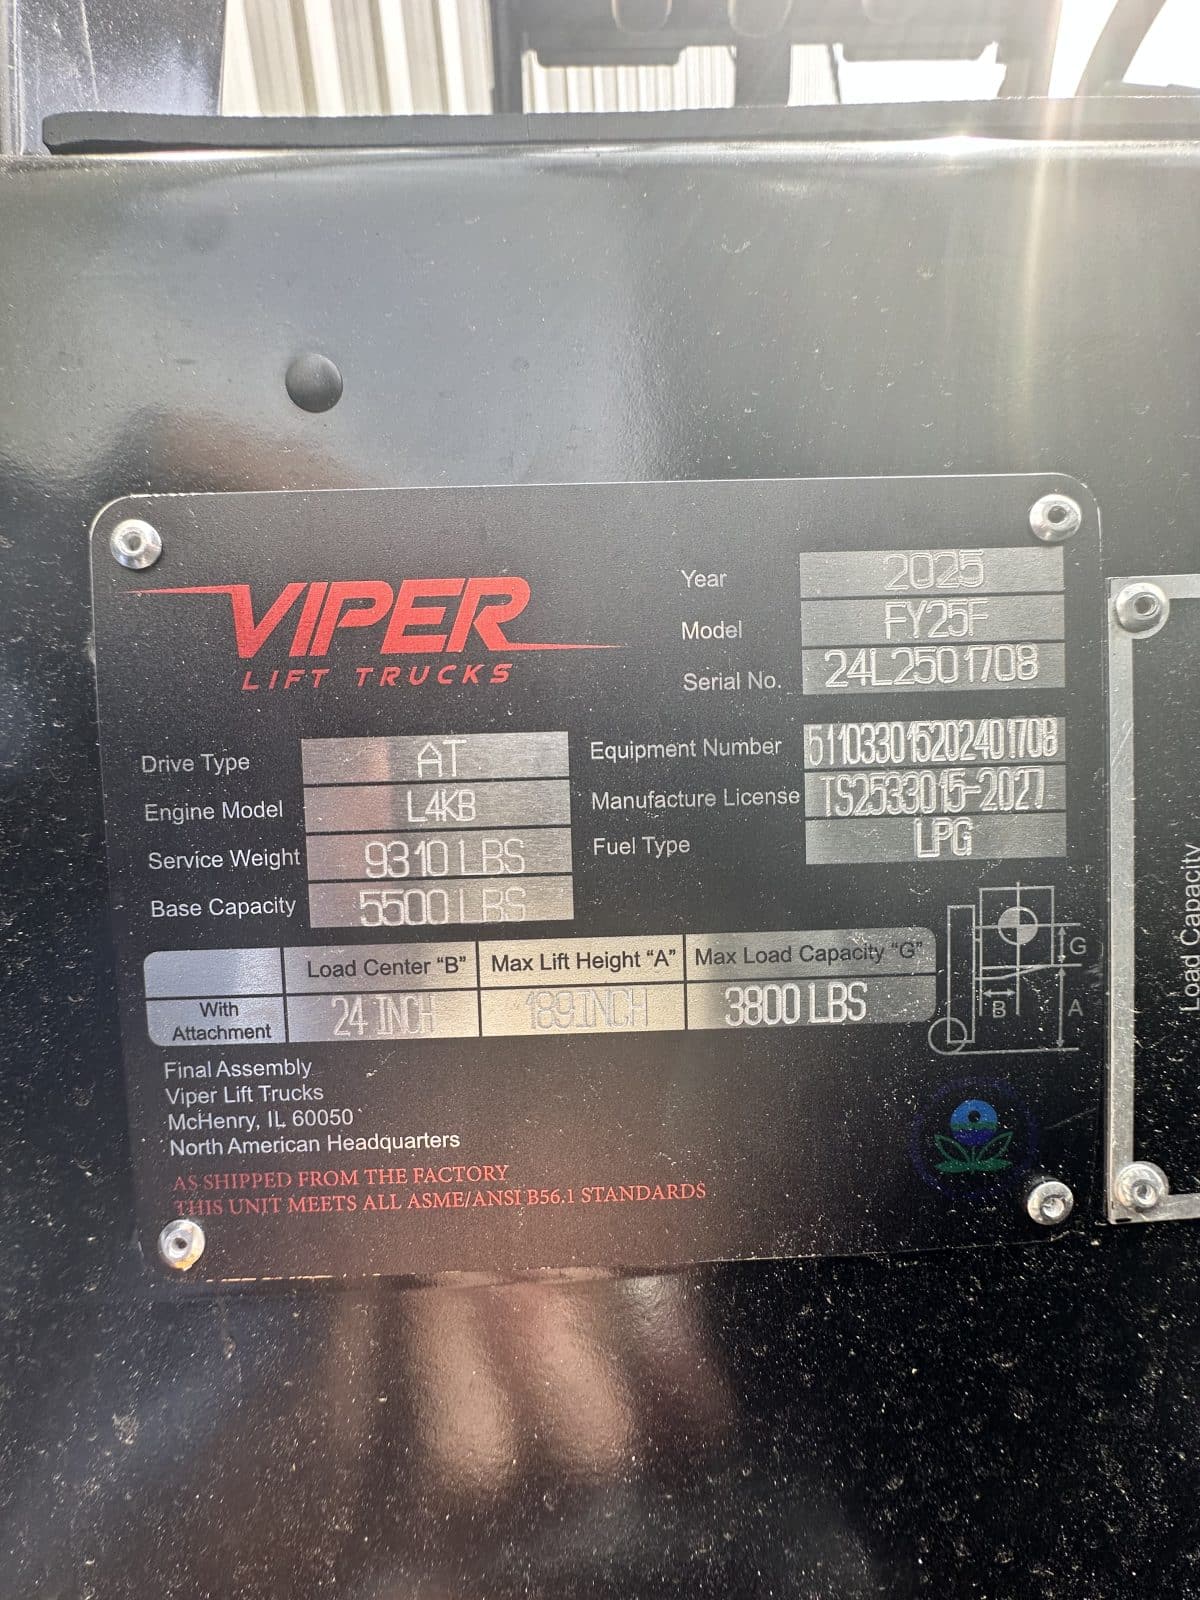 VIPER
LIFT TRUCKS
Year 2025
Model FY25F
Serial No. 24L2501708
Drive Type AT
Engine Model L4KB
Service Weight 9310 LBS
Base Capacity 5500 LBS
Equipment Number 511033015202401708
Manufacture License TS2533015-2027
Fuel Type LPG
Load Center "B" Max Lift Height "A" Max Load Capacity "G"
With Attachment 24 INCH 189 INCH 3800 LBS
G
B
A
Final Assembly
Viper Lift Trucks
McHenry, IL 60050
North American Headquarters
AS SHIPPED FROM THE FACTORY
THIS UNIT MEETS ALL ASME/ANSI B56.1 STANDARDS
Load Capacity